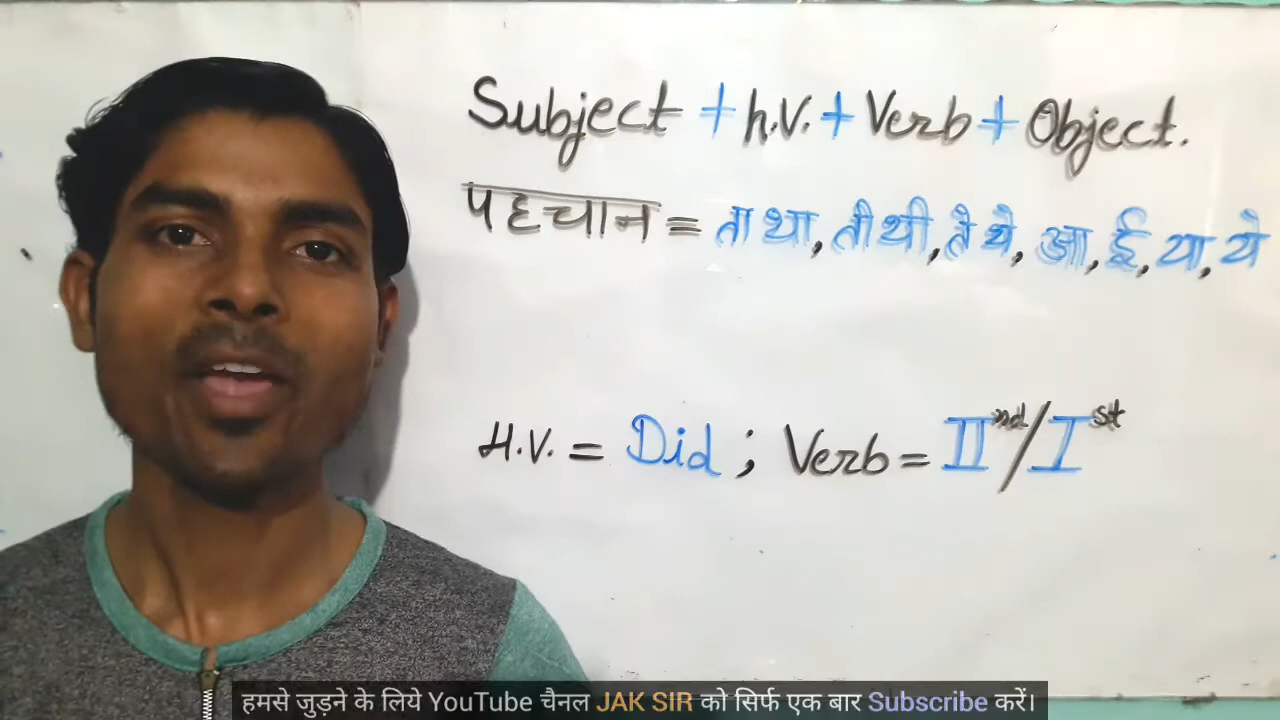 Subject + h.V. + Verb + Object.
पहचान = ता था, ती थी, ते थे, आ, ई, या, ये
H.V. = Did ; Verb = IInd/Ist
हमसे जुड़ने के लिये YouTube चैनल JAK SIR को सिर्फ एक बार Subscribe करें।